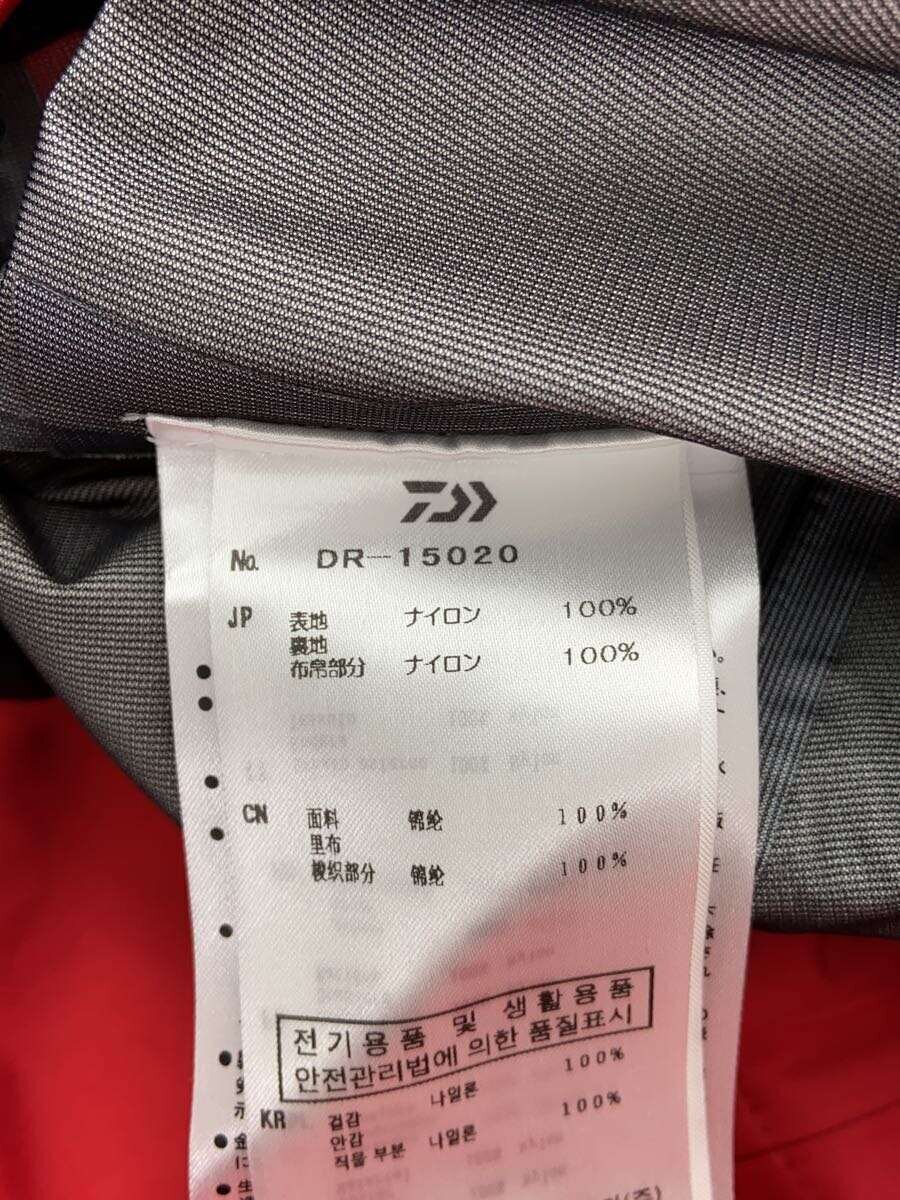 No. DR-15020
JP 表地 ナイロン 100%
裏地
布帛部分 ナイロン 100%
CN 面料 锦纶 100%
里布
梭织部分 锦纶 100%
전기용품 및 생활용품
안전관리법에 의한 품질표시
KR 겉감 나일론 100%
안감
직물 부분 나일론 100%